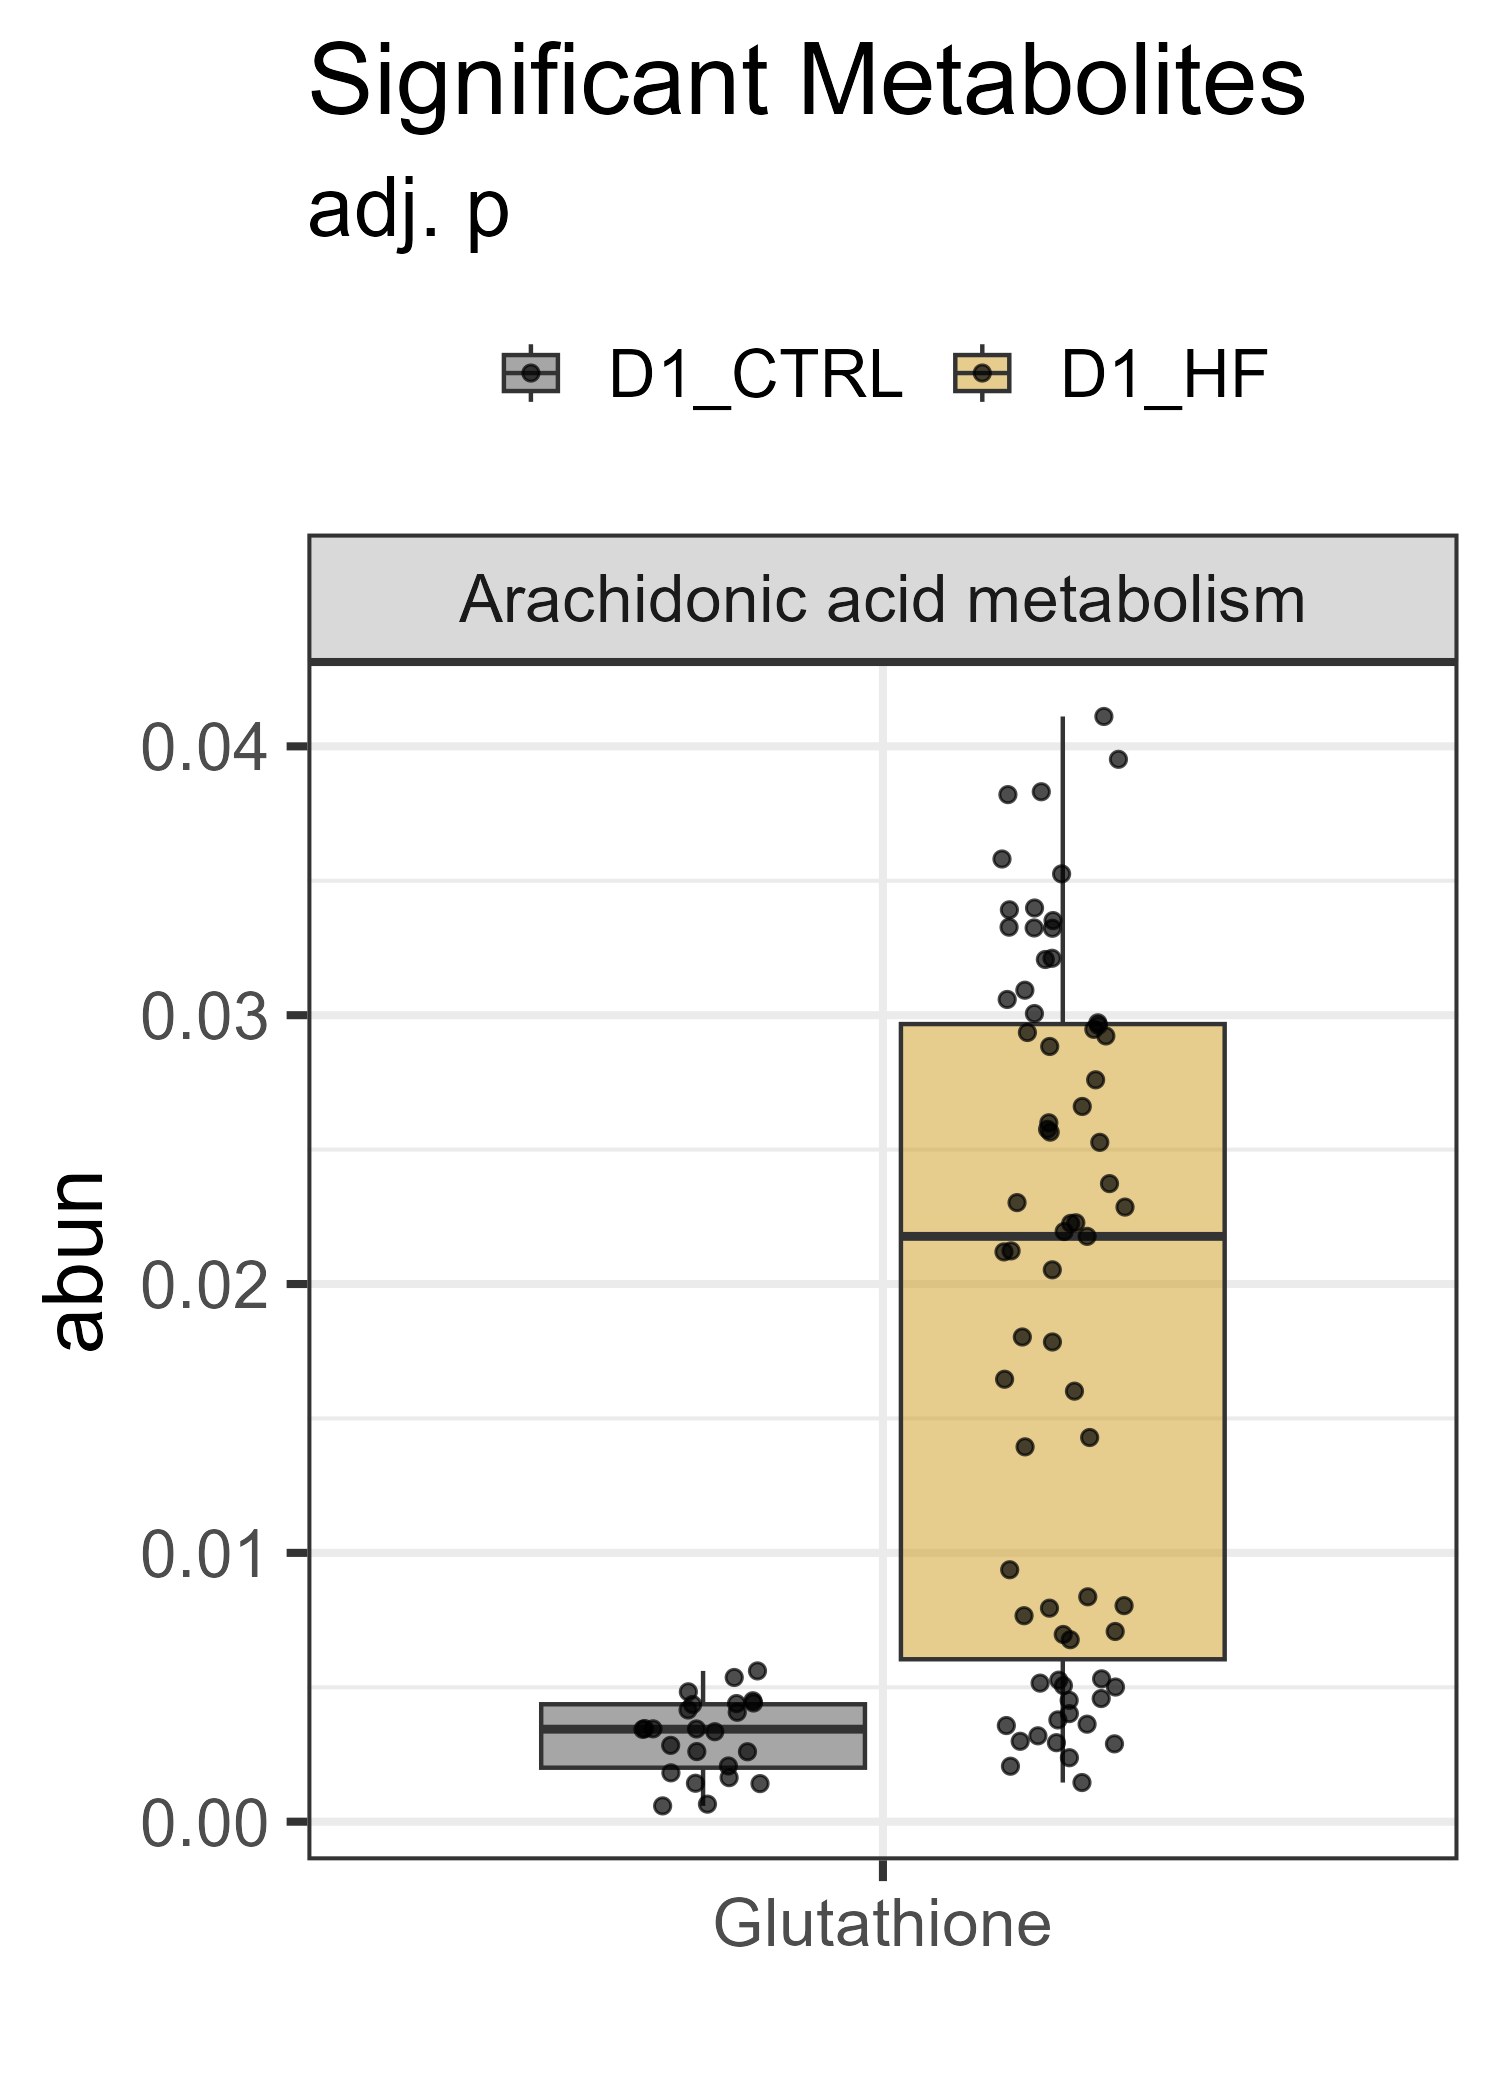 Significant Metabolites
adj. p
D1_CTRL D1_HF
Arachidonic acid metabolism
0.04
0.03
0.02
0.01
0.00
abun
Glutathione